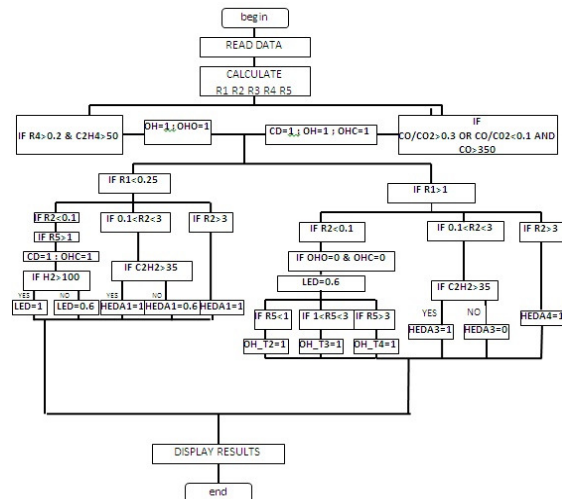 begin
READ DATA
CALCULATE
R1 R2 R3 R4 R5
IF R4>0.2 & C2H4>50
OH=1 ; OHO=1
CD=1 ; OH=1 ; OHC=1
IF
CO/CO2>0.3 OR CO/C02<0.1 AND
CO>350
IF R1<0.25
IF R1>1
IF R2<0.1
IF 0.1<R2<3
IF R2>3
IF R5>1
CD=1 ; OHC=1
IF H2>100
IF C2H2>35
YES
NO
YES
NO
LED=1
LED=0.6
HEDA1=1
HEDA1=0.6
HEDA1=1
IF R2<0.1
IF 0.1<R2<3
IF R2>3
IF OHO=0 & OHC=0
LED=0.6
IF C2H2>35
IF R5<1
IF 1<R5<3
IF R5>3
YES
NO
HEDA4=1
HEDA3=1
HEDA3=0
OH_T2=1
OH_T3=1
OH_T4=1
DISPLAY RESULTS
end